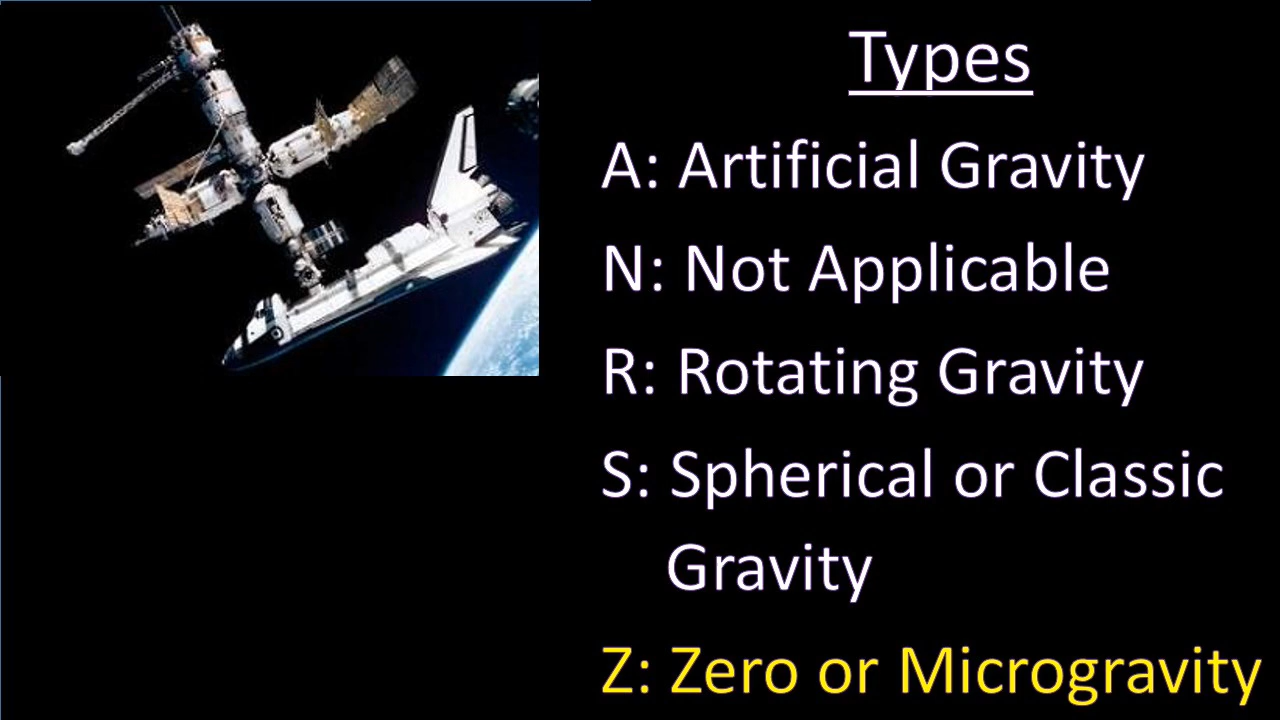 Types
A: Artificial Gravity
N: Not Applicable
R: Rotating Gravity
S: Spherical or Classic
Gravity
Z: Zero or Microgravity